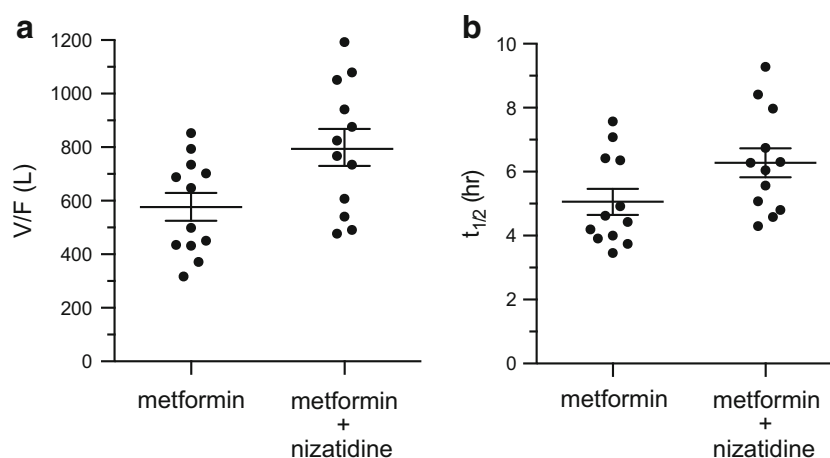 a
1200
1000
800
600
400
200
0
V/F (L)
metformin
metformin
+
nizatidine
b
10
8
6
4
2
0
t1/2 (hr)
metformin
metformin
+
nizatidine